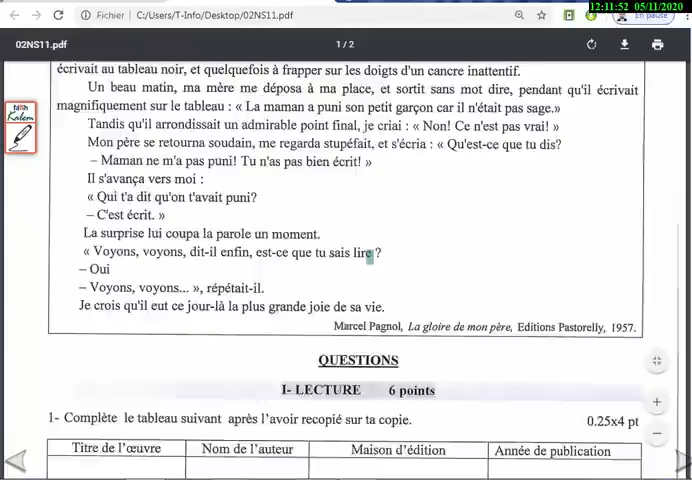 12:11:52 05/11/2020
Fichier | C:/Users/T-Info/Desktop/02NS11.pdf
En pause
02NS11.pdf
1 / 2
écrivait au tableau noir, et quelquefois à frapper sur les doigts d'un cancre inattentif.
Un beau matin, ma mère me déposa à ma place, et sortit sans mot dire, pendant qu'il écrivait
magnifiquement sur le tableau : « La maman a puni son petit garçon car il n'était pas sage.»
Tandis qu'il arrondissait un admirable point final, je criai : « Non! Ce n'est pas vrai! »
Mon père se retourna soudain, me regarda stupéfait, et s'écria : « Qu'est-ce que tu dis?
– Maman ne m'a pas puni! Tu n'as pas bien écrit! »
Il s'avança vers moi :
« Qui t'a dit qu'on t'avait puni?
– C'est écrit. »
La surprise lui coupa la parole un moment.
« Voyons, voyons, dit-il enfin, est-ce que tu sais lire ?
– Oui
– Voyons, voyons... », répétait-il.
Je crois qu'il eut ce jour-là la plus grande joie de sa vie.
Marcel Pagnol, La gloire de mon père, Editions Pastorelly, 1957.
QUESTIONS
I- LECTURE 6 points
1- Complète le tableau suivant après l'avoir recopié sur ta copie. 0.25x4 pt
Titre de l'œuvre Nom de l'auteur Maison d'édition Année de publication
Kalem